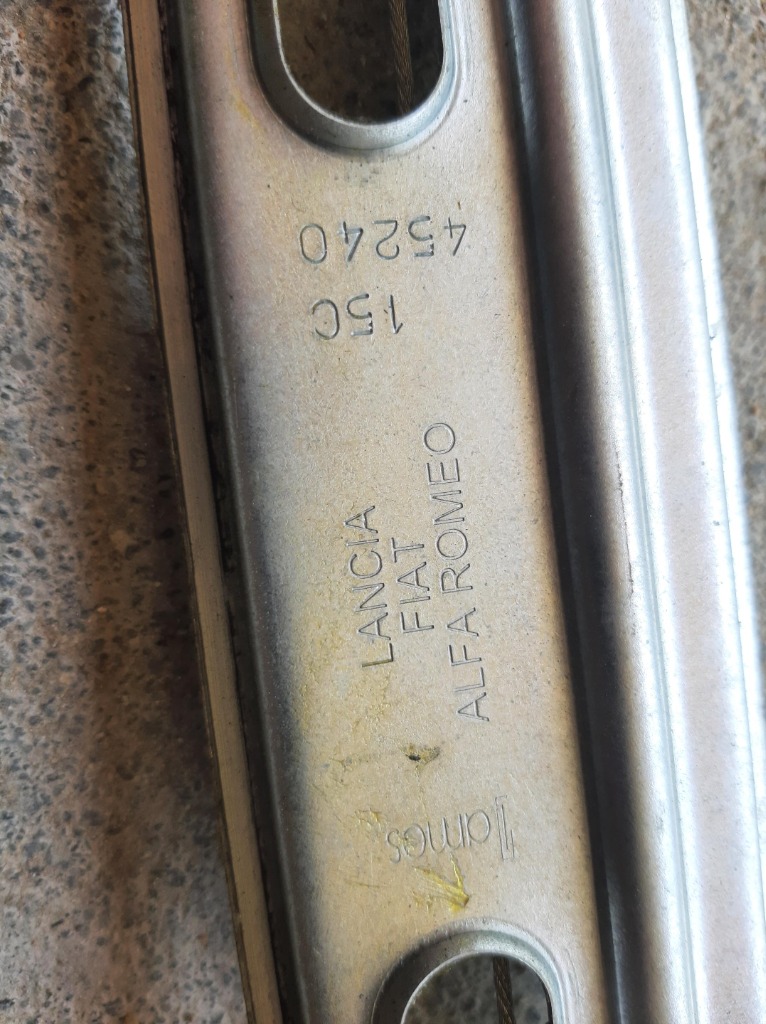 45240
15C
LANCIA
FIAT
ALFA ROMEO
lames